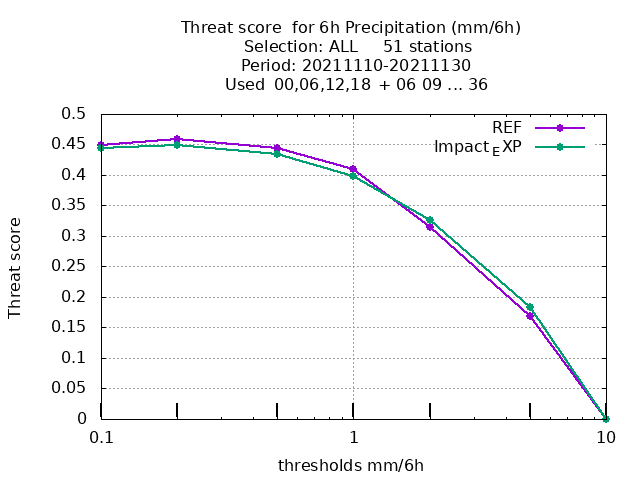 Threat score  for 6h Precipitation (mm/6h)
Selection: ALL     51 stations
Period: 20211110-20211130
Used  00,06,12,18  + 06 09 ... 36
REF
Impact_EXP
0.5
0.45
0.4
0.35
0.3
0.25
0.2
0.15
0.1
0.05
0
Threat score
0.1
1
10
thresholds mm/6h